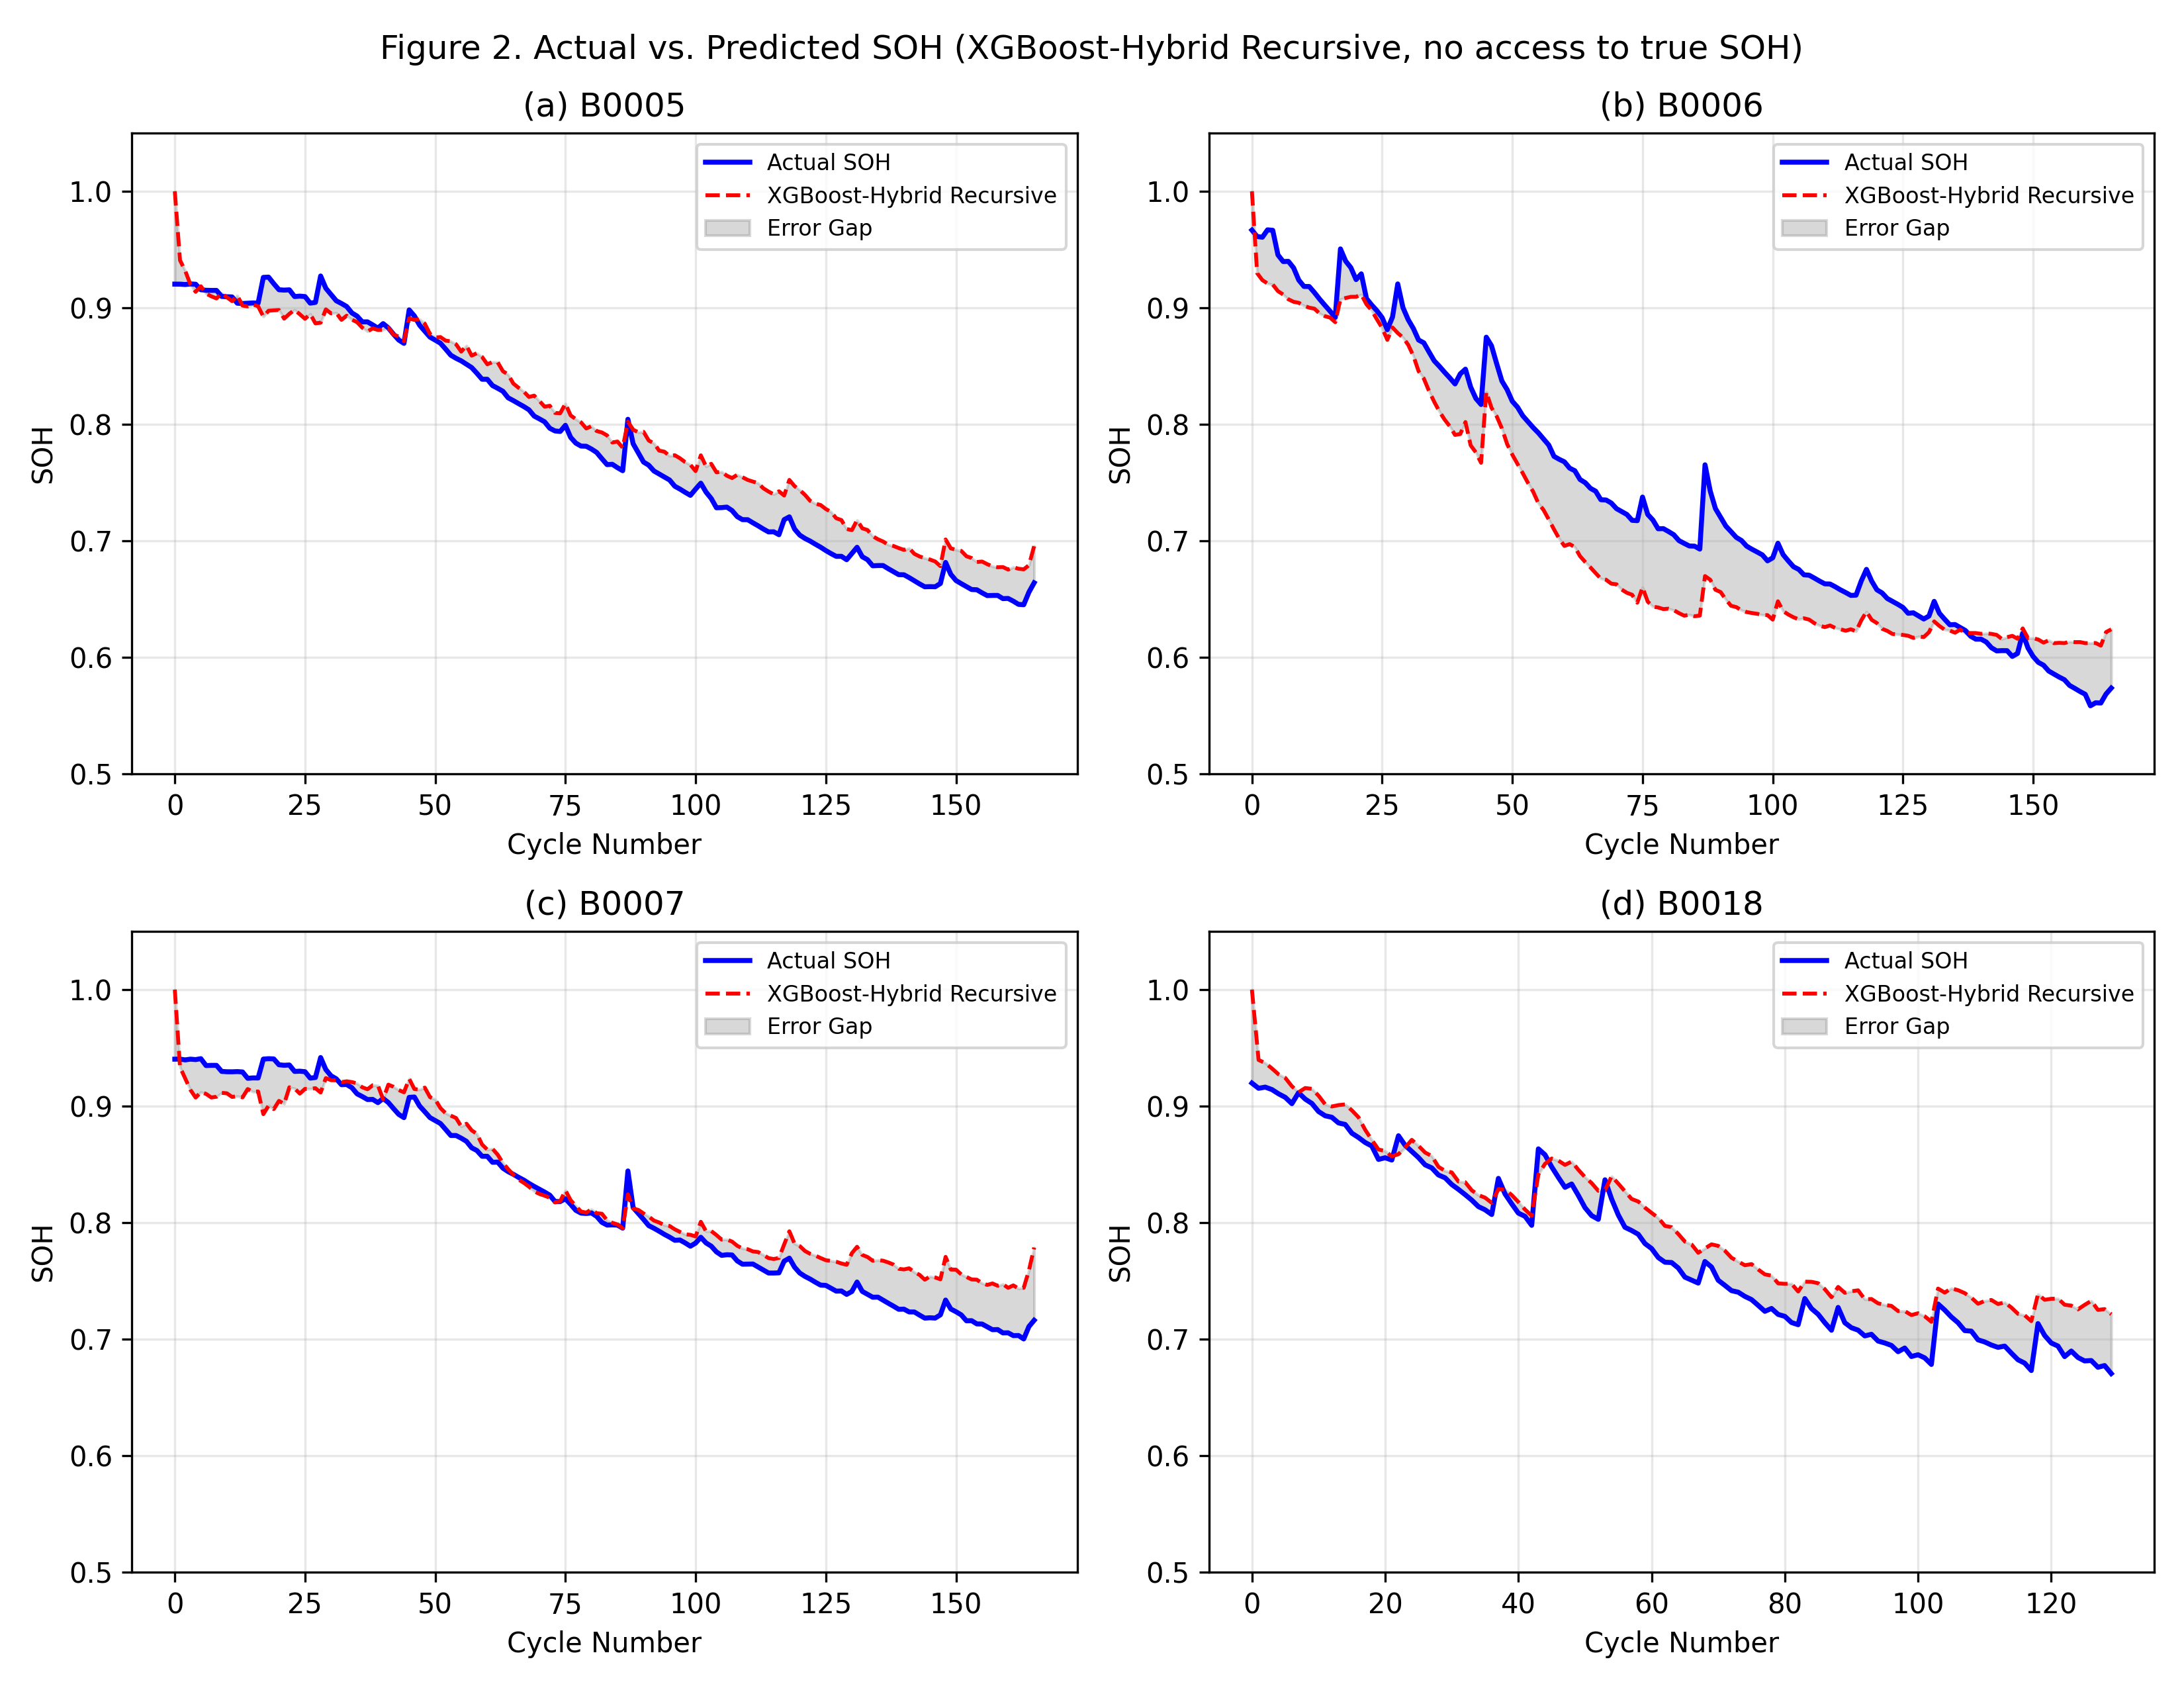 Figure 2. Actual vs. Predicted SOH (XGBoost-Hybrid Recursive, no access to true SOH)
(a) B0005
Actual SOH
XGBoost-Hybrid Recursive
Error Gap
SOH
1.0
0.9
0.8
0.7
0.6
0.5
0 25 50 75 100 125 150
Cycle Number
(b) B0006
Actual SOH
XGBoost-Hybrid Recursive
Error Gap
SOH
1.0
0.9
0.8
0.7
0.6
0.5
0 25 50 75 100 125 150
Cycle Number
(c) B0007
Actual SOH
XGBoost-Hybrid Recursive
Error Gap
SOH
1.0
0.9
0.8
0.7
0.6
0.5
0 25 50 75 100 125 150
Cycle Number
(d) B0018
Actual SOH
XGBoost-Hybrid Recursive
Error Gap
SOH
1.0
0.9
0.8
0.7
0.6
0.5
0 20 40 60 80 100 120
Cycle Number